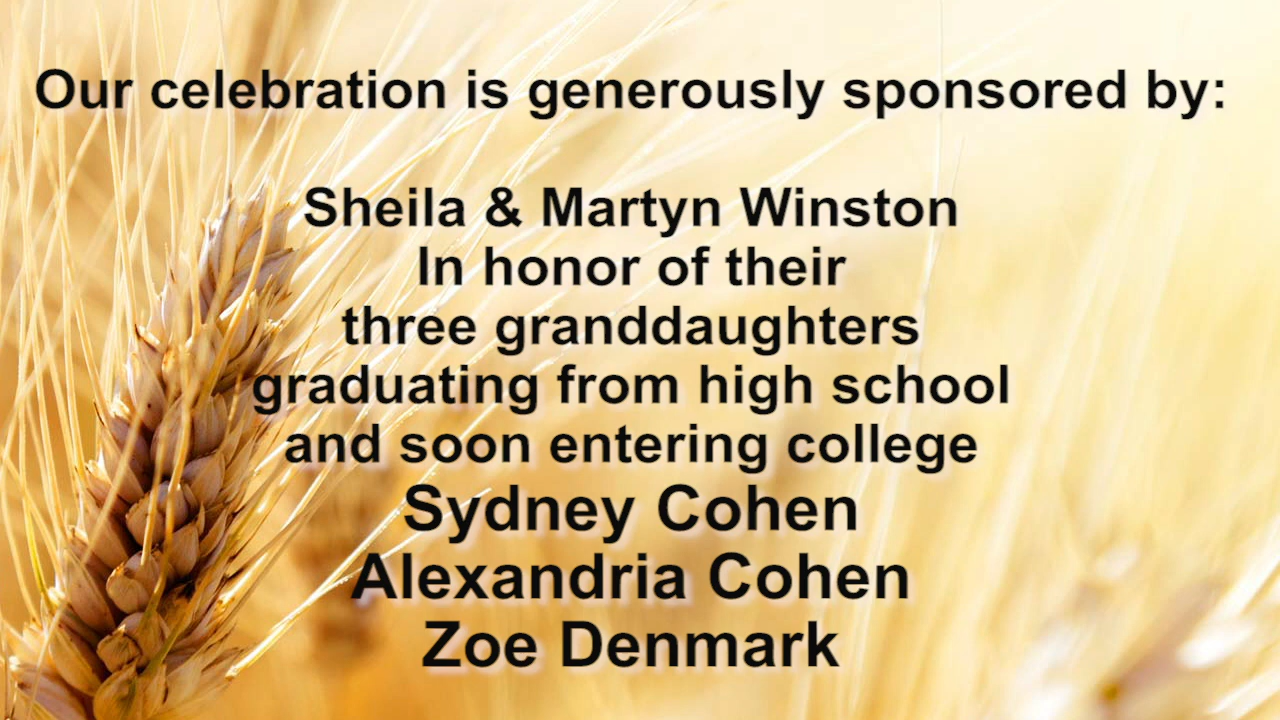 Our celebration is generously sponsored by:
Sheila & Martyn Winston
In honor of their
three granddaughters
graduating from high school
and soon entering college
Sydney Cohen
Alexandria Cohen
Zoe Denmark